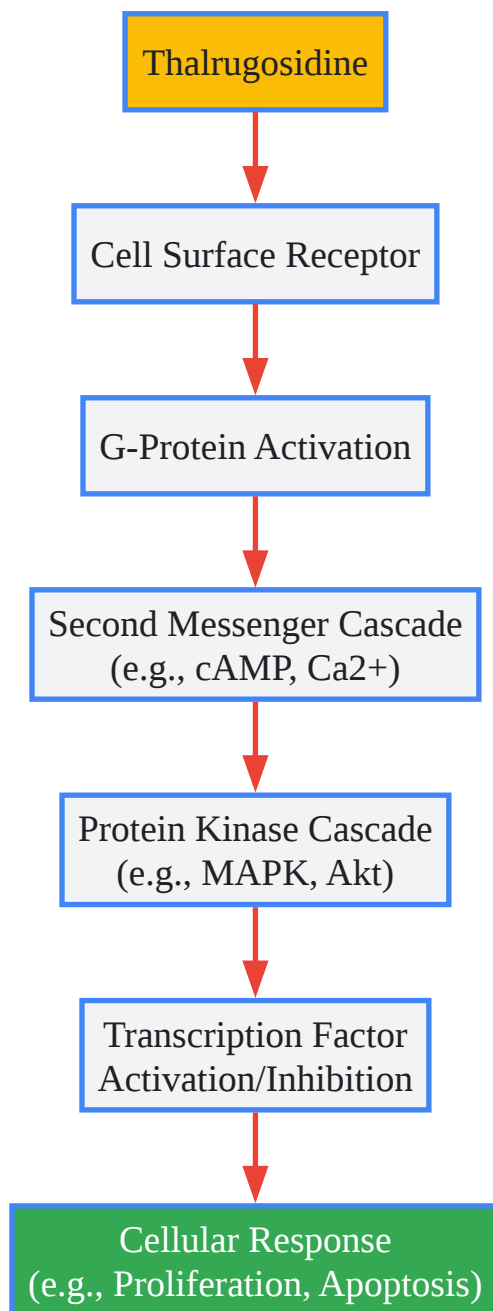 Thalrugosidine
Cell Surface Receptor
G-Protein Activation
Second Messenger Cascade
(e.g., cAMP, Ca2+)
Protein Kinase Cascade
(e.g., MAPK, Akt)
Transcription Factor
Activation/Inhibition
Cellular Response
(e.g., Proliferation, Apoptosis)